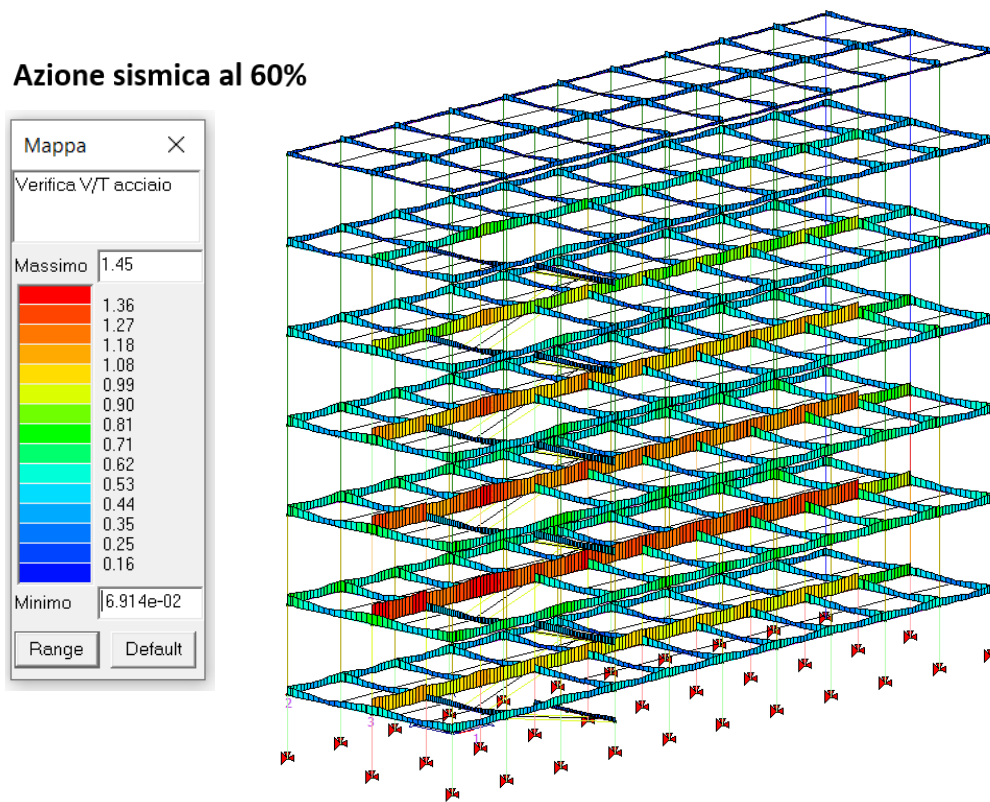 Azione sismica al 60%
Mappa
Verifica V/T acciaio
Massimo 1.45
1.36
1.27
1.18
1.08
0.99
0.90
0.81
0.71
0.62
0.53
0.44
0.35
0.25
0.16
Minimo 6.914e-02
Range Default
2
3
1